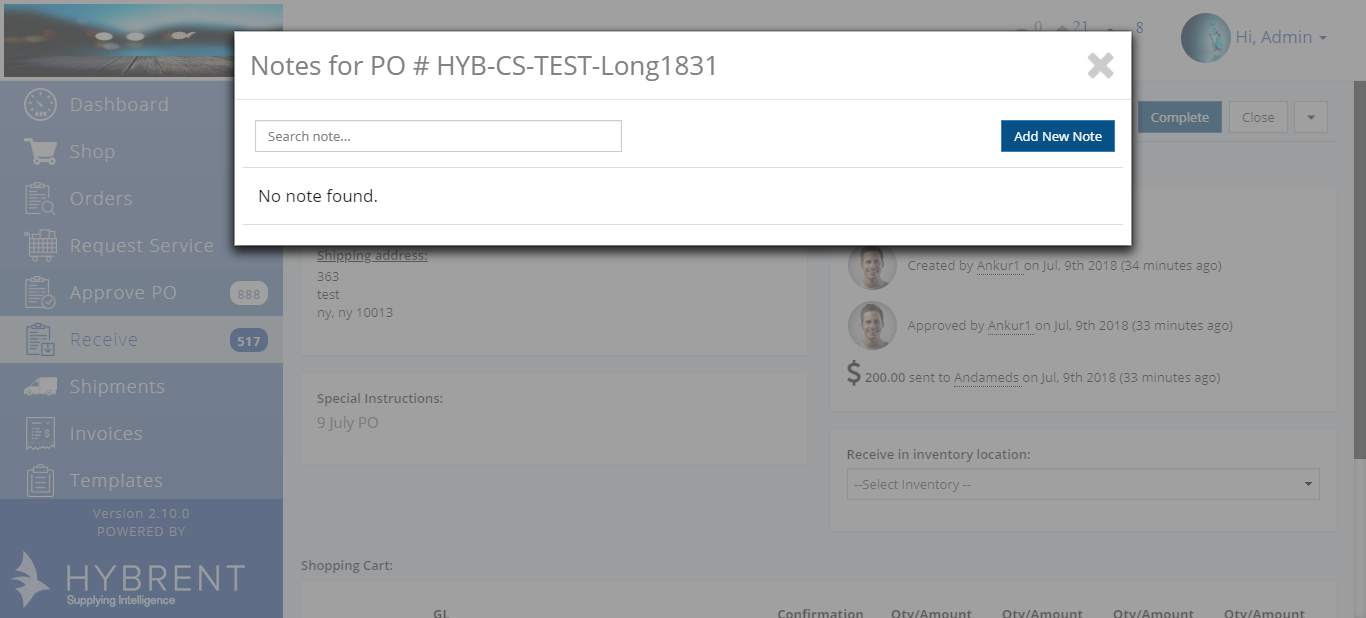 0 21 8
Hi, Admin
Notes for PO # HYB-CS-TEST-Long1831
Search note...
Add New Note
No note found.
Complete
Close
Dashboard
Shop
Orders
Request Service
Approve PO 888
Receive 517
Shipments
Invoices
Templates
Version 2.10.0
POWERED BY
HYBRENT
Supplying Intelligence
Shipping address:
363
test
ny, ny 10013
Special Instructions:
9 July PO
Created by Ankur1 on Jul, 9th 2018 (34 minutes ago)
Approved by Ankur1 on Jul, 9th 2018 (33 minutes ago)
$ 200.00 sent to Andameds on Jul, 9th 2018 (33 minutes ago)
Receive in inventory location:
--Select Inventory --
Shopping Cart:
GL Confirmation Qty/Amount Qty/Amount Qty/Amount Qty/Amount